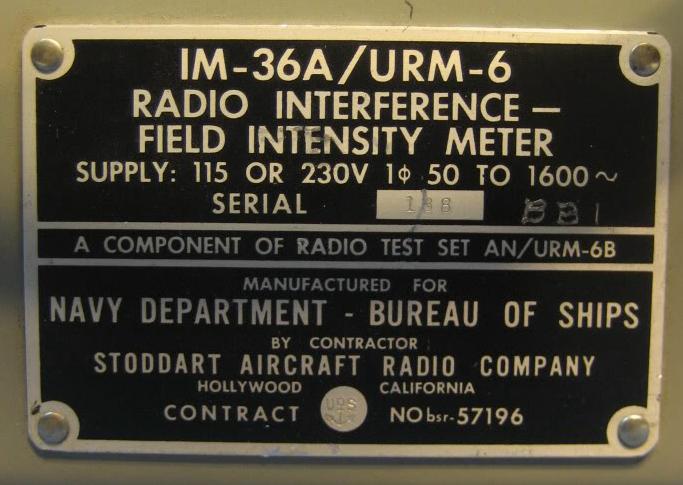 IM-36A/URM-6
RADIO INTERFERENCE —
FIELD INTENSITY METER
SUPPLY: 115 OR 230V 1ϕ 50 TO 1600~
SERIAL 188 BB1
A COMPONENT OF RADIO TEST SET AN/URM-6B
MANUFACTURED FOR
NAVY DEPARTMENT - BUREAU OF SHIPS
BY CONTRACTOR
STODDART AIRCRAFT RADIO COMPANY
HOLLYWOOD CALIFORNIA
CONTRACT NObsr-57196